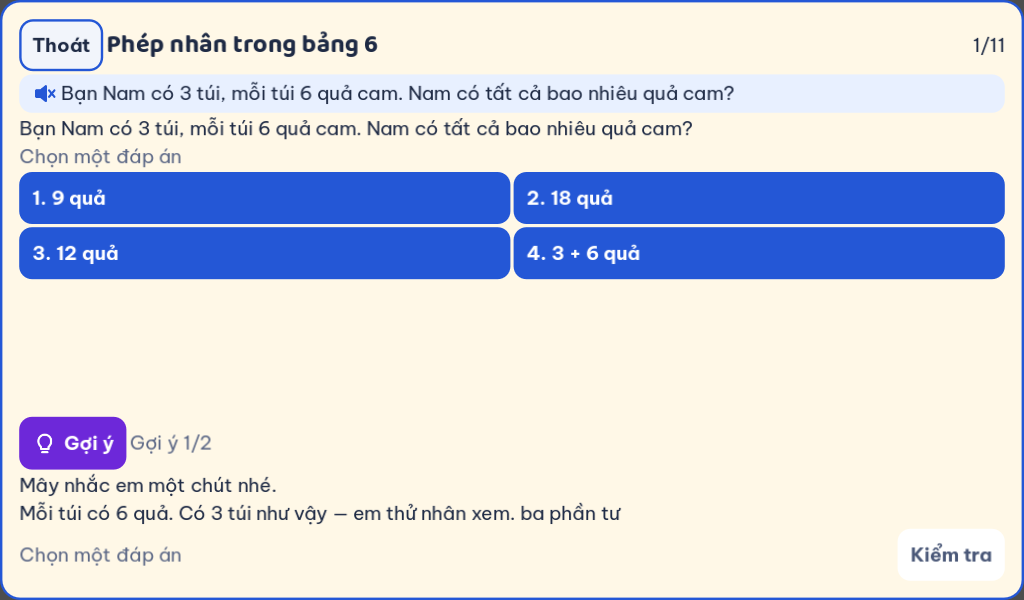 Thoát Phép nhân trong bảng 6 1/11
Bạn Nam có 3 túi, mỗi túi 6 quả cam. Nam có tất cả bao nhiêu quả cam?
Bạn Nam có 3 túi, mỗi túi 6 quả cam. Nam có tất cả bao nhiêu quả cam?
Chọn một đáp án
1. 9 quả
2. 18 quả
3. 12 quả
4. 3 + 6 quả
Gợi ý Gợi ý 1/2
Mây nhắc em một chút nhé.
Mỗi túi có 6 quả. Có 3 túi như vậy — em thử nhân xem. ba phần tư
Chọn một đáp án Kiểm tra